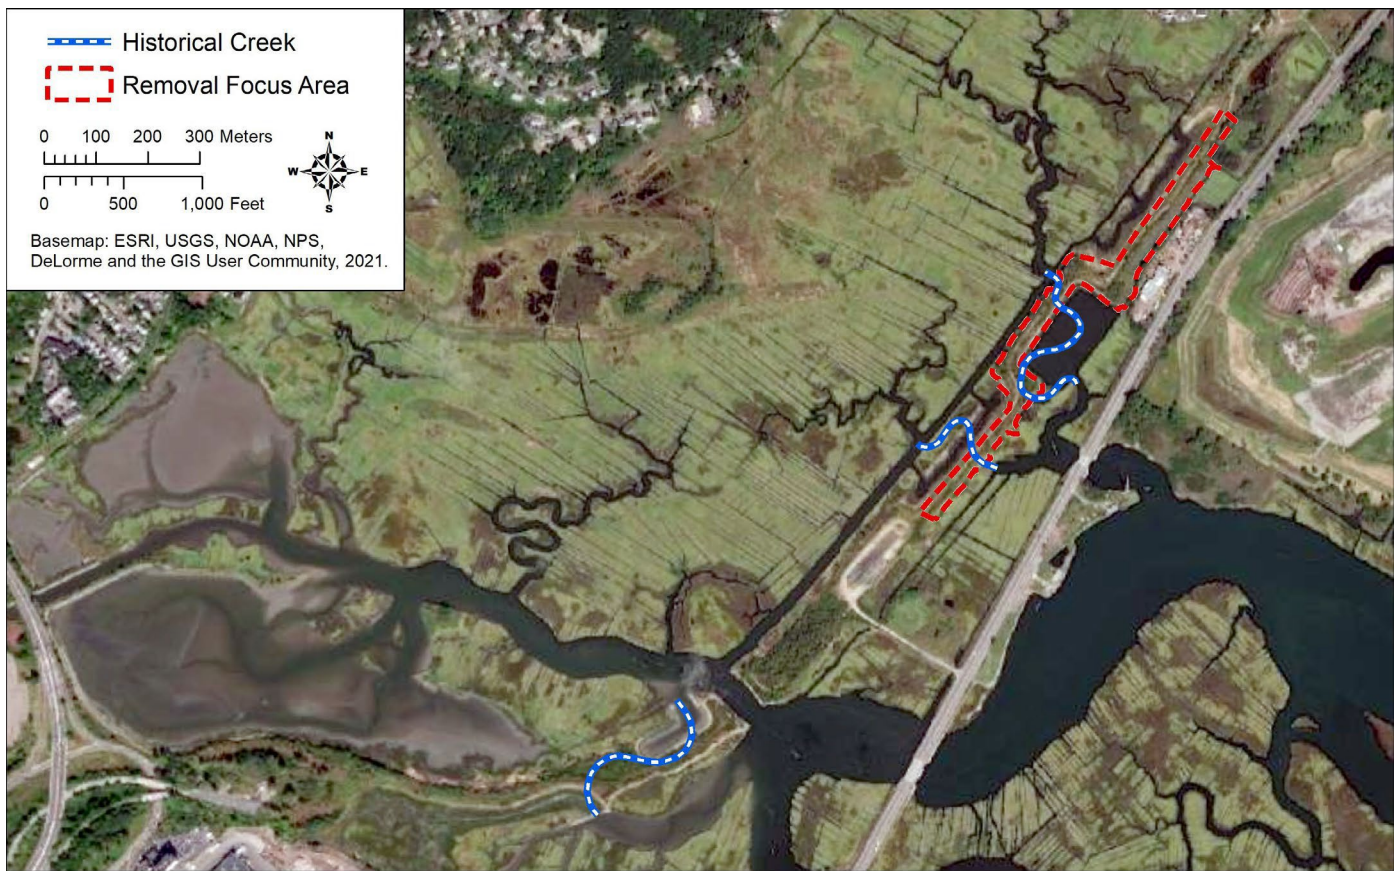 Historical Creek
Removal Focus Area
0 100 200 300 Meters
0 500 1,000 Feet
N
W E
S
Basemap: ESRI, USGS, NOAA, NPS,
DeLorme and the GIS User Community, 2021.